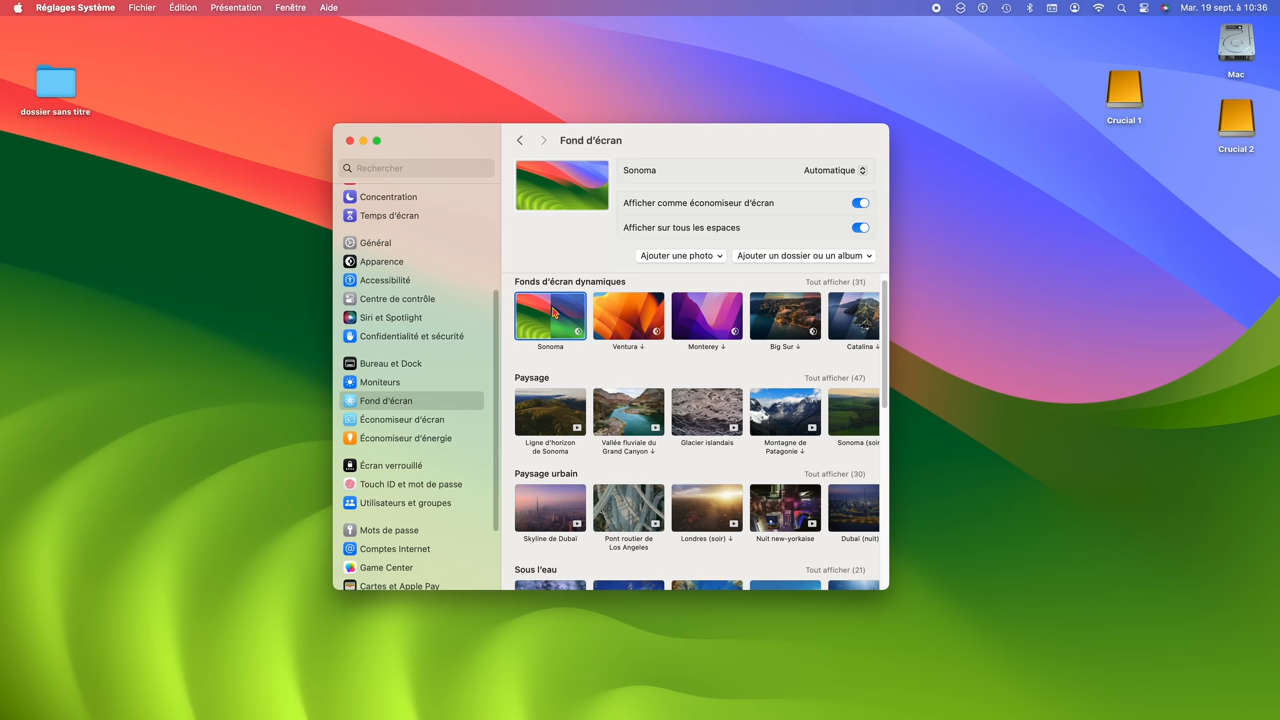 Réglages Système Fichier Édition Présentation Fenêtre Aide Mar. 19 sept. à 10:36
dossier sans titre
Mac
Crucial 1
Crucial 2
Rechercher
Concentration
Temps d'écran
Général
Apparence
Accessibilité
Centre de contrôle
Siri et Spotlight
Confidentialité et sécurité
Bureau et Dock
Moniteurs
Fond d'écran
Économiseur d'écran
Économiseur d'énergie
Écran verrouillé
Touch ID et mot de passe
Utilisateurs et groupes
Mots de passe
Comptes Internet
Game Center
Cartes et Apple Pay
Fond d'écran
Sonoma Automatique
Afficher comme économiseur d'écran
Afficher sur tous les espaces
Ajouter une photo Ajouter un dossier ou un album
Fonds d'écran dynamiques Tout afficher (31)
Sonoma Ventura ↓ Monterey ↓ Big Sur ↓ Catalina ↓
Paysage Tout afficher (47)
Ligne d'horizon de Sonoma
Vallée fluviale du Grand Canyon ↓
Glacier islandais
Montagne de Patagonie ↓
Sonoma (soir
Paysage urbain Tout afficher (30)
Skyline de Dubaï
Pont routier de Los Angeles
Londres (soir) ↓
Nuit new-yorkaise
Dubaï (nuit)
Sous l'eau Tout afficher (21)